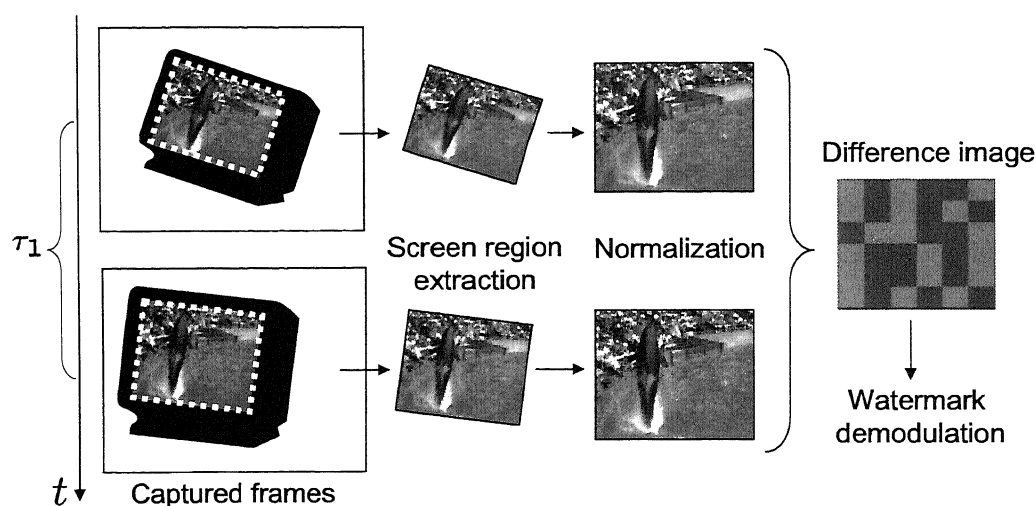 τ1
Screen region
extraction
Normalization
Difference image
Watermark
demodulation
t
Captured frames